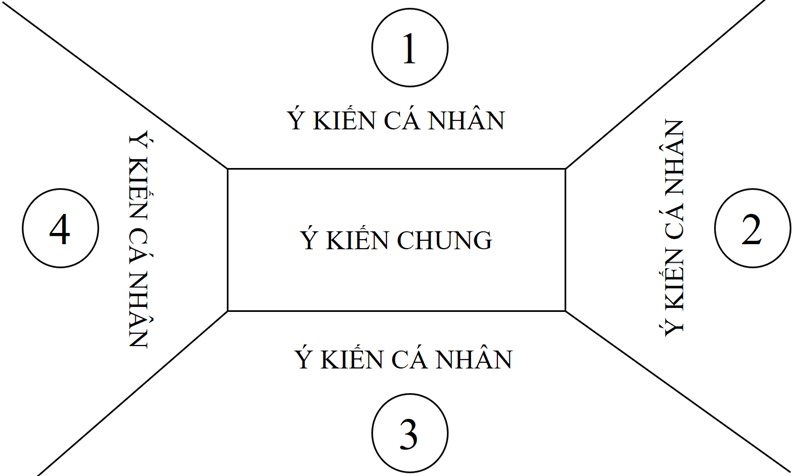 1
Ý KIẾN CÁ NHÂN
4
Ý KIẾN CÁ NHÂN
Ý KIẾN CHUNG
Ý KIẾN CÁ NHÂN
2
Ý KIẾN CÁ NHÂN
3